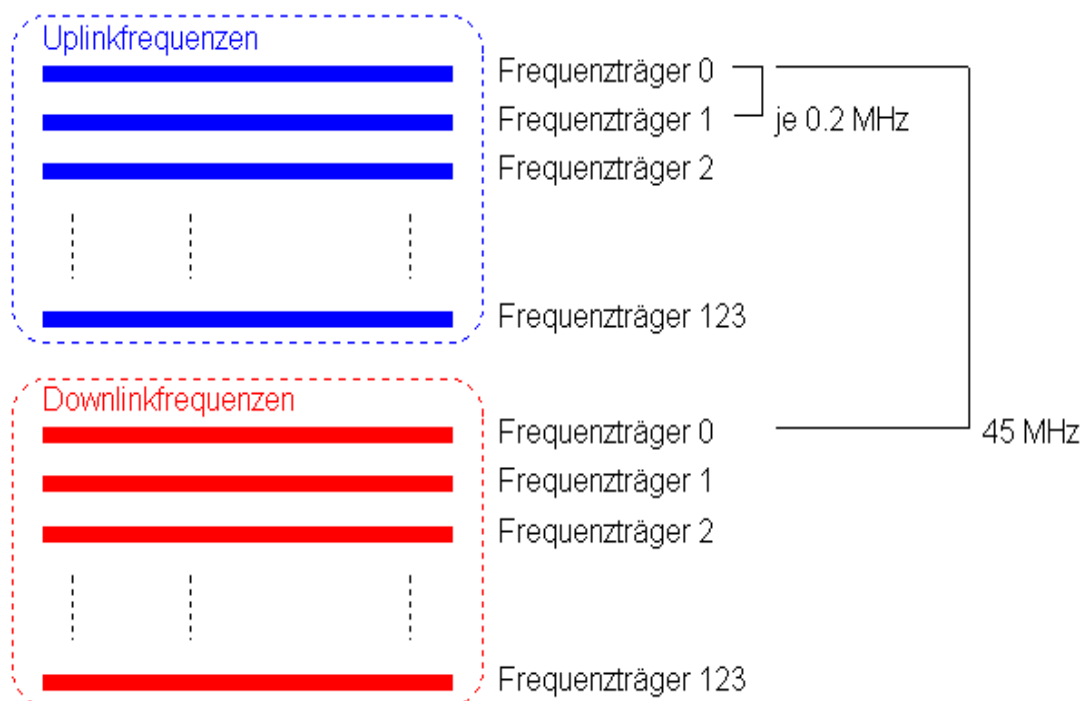 Uplinkfrequenzen
Frequenzträger 0
Frequenzträger 1
je 0.2 MHz
Frequenzträger 2
Frequenzträger 123
Downlinkfrequenzen
Frequenzträger 0
45 MHz
Frequenzträger 1
Frequenzträger 2
Frequenzträger 123